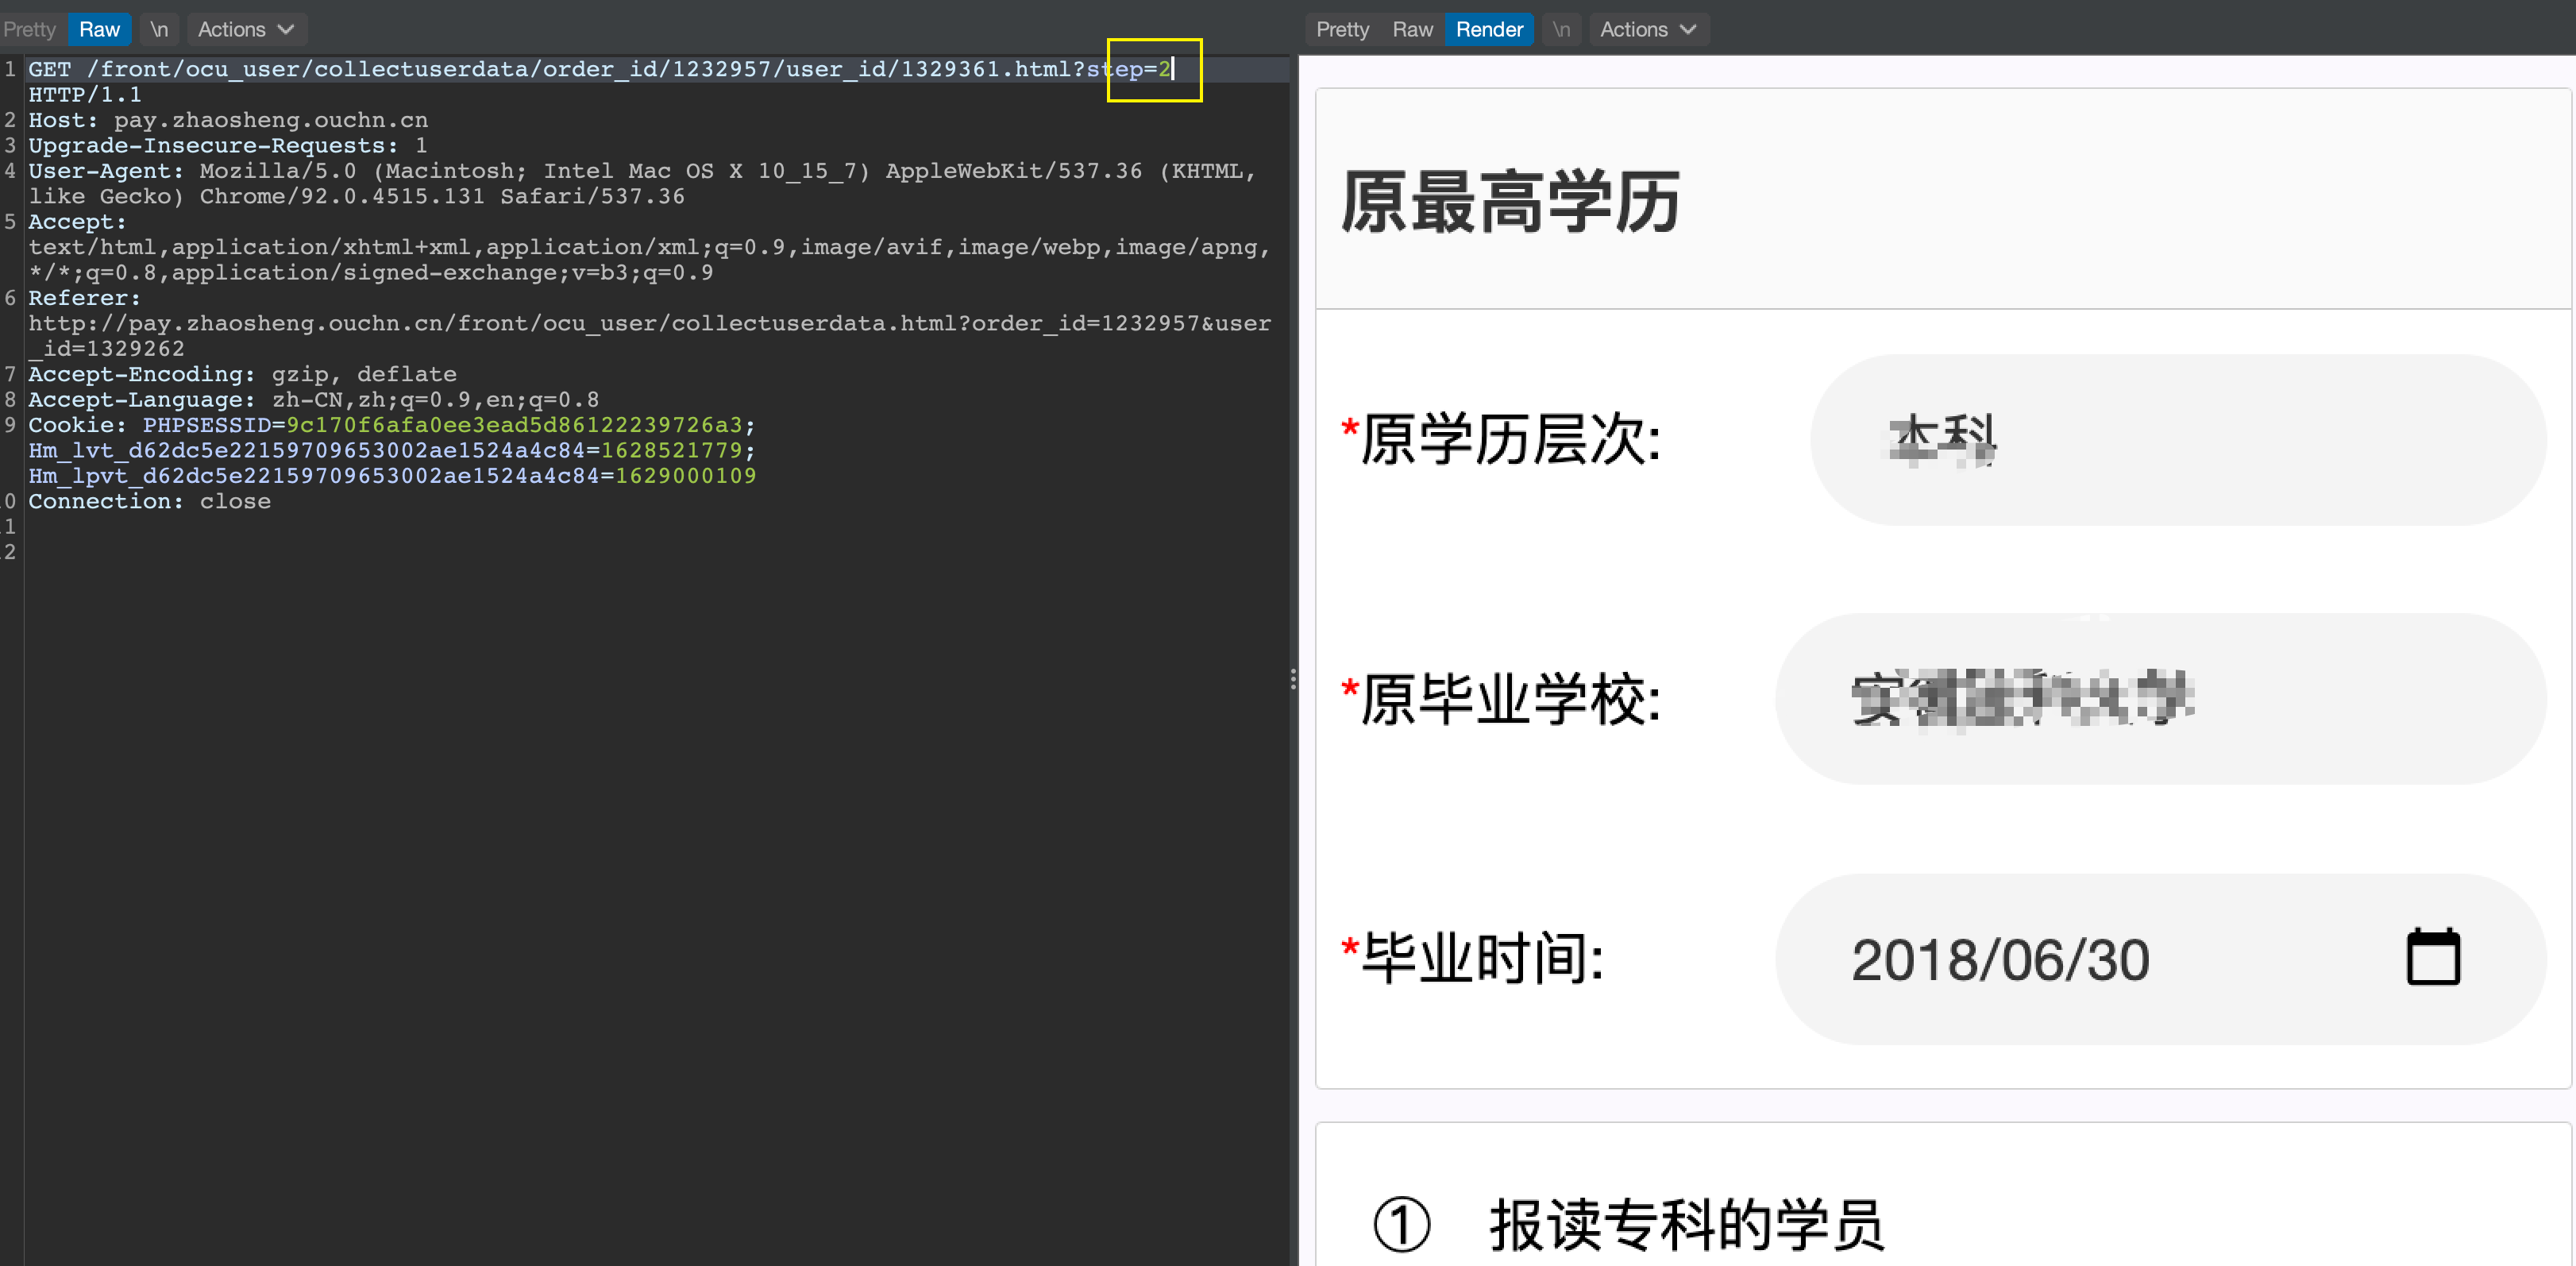 Pretty Raw \n Actions
1 GET /front/ocu_user/collectuserdata/order_id/1232957/user_id/1329361.html?step=2
HTTP/1.1
2 Host: pay.zhaosheng.ouchn.cn
3 Upgrade-Insecure-Requests: 1
4 User-Agent: Mozilla/5.0 (Macintosh; Intel Mac OS X 10_15_7) AppleWebKit/537.36 (KHTML,
like Gecko) Chrome/92.0.4515.131 Safari/537.36
5 Accept:
text/html,application/xhtml+xml,application/xml;q=0.9,image/avif,image/webp,image/apng,
*/*;q=0.8,application/signed-exchange;v=b3;q=0.9
6 Referer:
http://pay.zhaosheng.ouchn.cn/front/ocu_user/collectuserdata.html?order_id=1232957&user
_id=1329262
7 Accept-Encoding: gzip, deflate
8 Accept-Language: zh-CN,zh;q=0.9,en;q=0.8
9 Cookie: PHPSESSID=9c170f6afa0ee3ead5d86122239726a3;
Hm_lvt_d62dc5e22159709653002ae1524a4c84=1628521779;
Hm_lpvt_d62dc5e22159709653002ae1524a4c84=1629000109
0 Connection: close
1
2
Pretty Raw Render \n Actions
原最高学历
*原学历层次: 本科
*原毕业学校:
*毕业时间: 2018/06/30
① 报读专科的学员